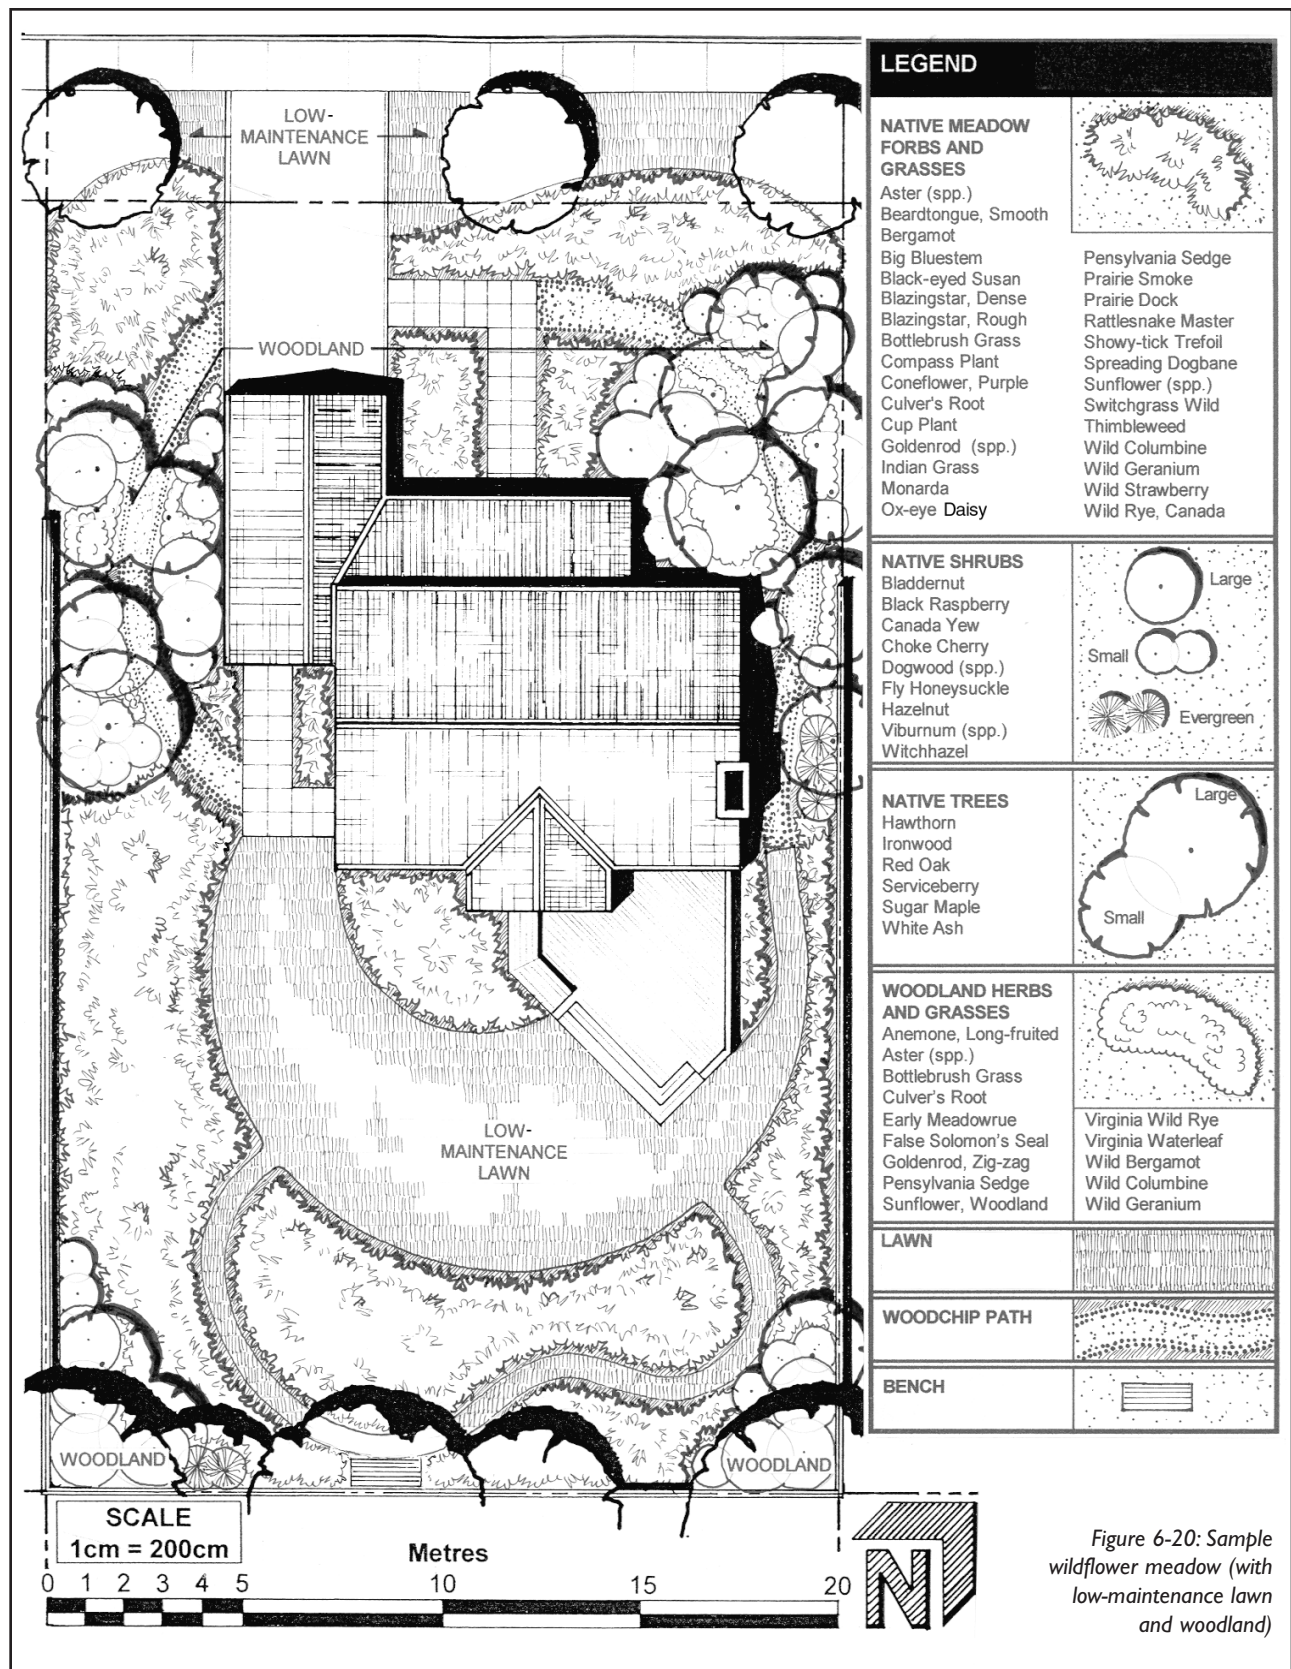 LOW-
MAINTENANCE
LAWN
WOODLAND
LOW-
MAINTENANCE
LAWN
WOODLAND
WOODLAND
SCALE
1cm = 200cm
Metres
0 1 2 3 4 5 10 15 20
N
LEGEND
NATIVE MEADOW
FORBS AND
GRASSES
Aster (spp.)
Beardtongue, Smooth
Bergamot
Big Bluestem
Black-eyed Susan
Blazingstar, Dense
Blazingstar, Rough
Bottlebrush Grass
Compass Plant
Coneflower, Purple
Culver's Root
Cup Plant
Goldenrod (spp.)
Indian Grass
Monarda
Ox-eye Daisy
Pensylvania Sedge
Prairie Smoke
Prairie Dock
Rattlesnake Master
Showy-tick Trefoil
Spreading Dogbane
Sunflower (spp.)
Switchgrass Wild
Thimbleweed
Wild Columbine
Wild Geranium
Wild Strawberry
Wild Rye, Canada
NATIVE SHRUBS
Bladdernut
Black Raspberry
Canada Yew
Choke Cherry
Dogwood (spp.)
Fly Honeysuckle
Hazelnut
Viburnum (spp.)
Witchhazel
Large
Small
Evergreen
NATIVE TREES
Hawthorn
Ironwood
Red Oak
Serviceberry
Sugar Maple
White Ash
Large
Small
WOODLAND HERBS
AND GRASSES
Anemone, Long-fruited
Aster (spp.)
Bottlebrush Grass
Culver's Root
Early Meadowrue
False Solomon's Seal
Goldenrod, Zig-zag
Pensylvania Sedge
Sunflower, Woodland
Virginia Wild Rye
Virginia Waterleaf
Wild Bergamot
Wild Columbine
Wild Geranium
LAWN
WOODCHIP PATH
BENCH
Figure 6-20: Sample
wildflower meadow (with
low-maintenance lawn
and woodland)